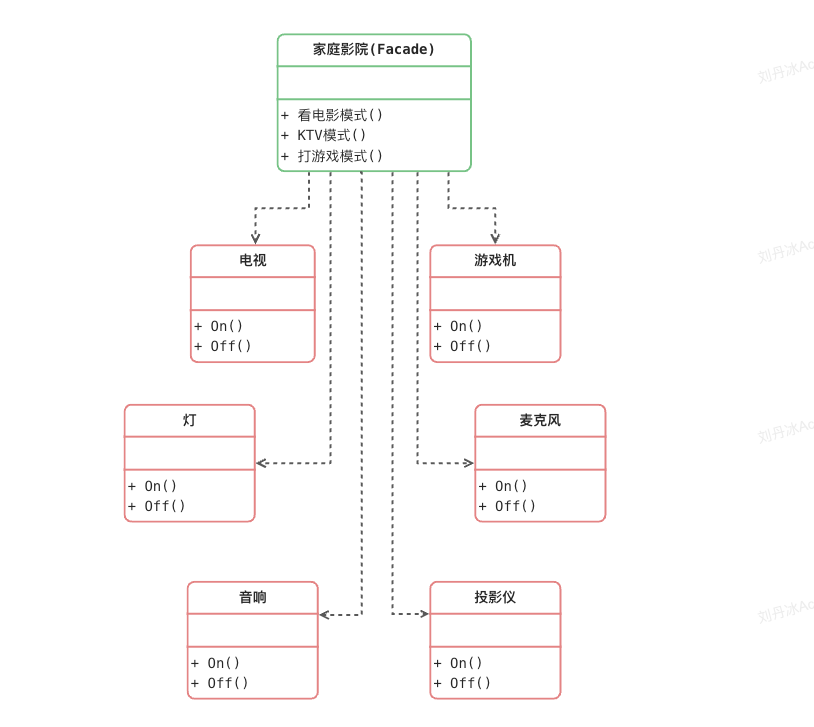 家庭影院(Facade)
+ 看电影模式()
+ KTV模式()
+ 打游戏模式()
电视
+ On()
+ Off()
游戏机
+ On()
+ Off()
灯
+ On()
+ Off()
麦克风
+ On()
+ Off()
音响
+ On()
+ Off()
投影仪
+ On()
+ Off()
刘丹冰Ac
刘丹冰Ac
刘丹冰Ac
刘丹冰Ac